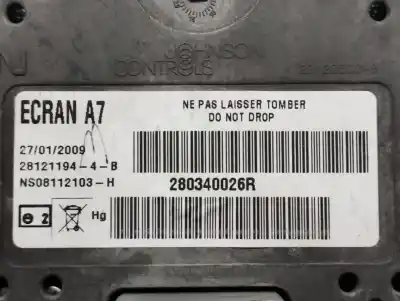 JOHNSON
CONTROLS
ECRAN A7
NE PAS LAISSER TOMBER
DO NOT DROP
27/01/2009
28121194-4-B
NS08112103-H
280340026R
Hg